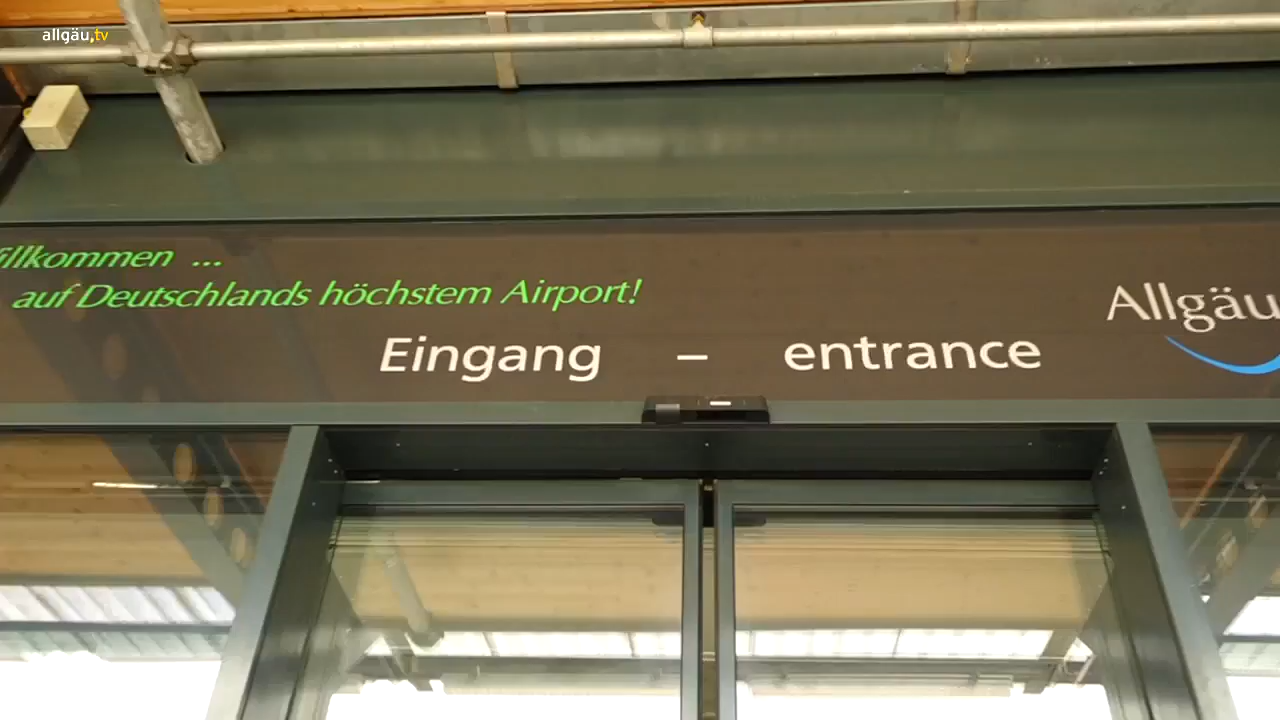 allgäu.tv
illkommen ...
auf Deutschlands höchstem Airport!
Eingang – entrance
Allgäu